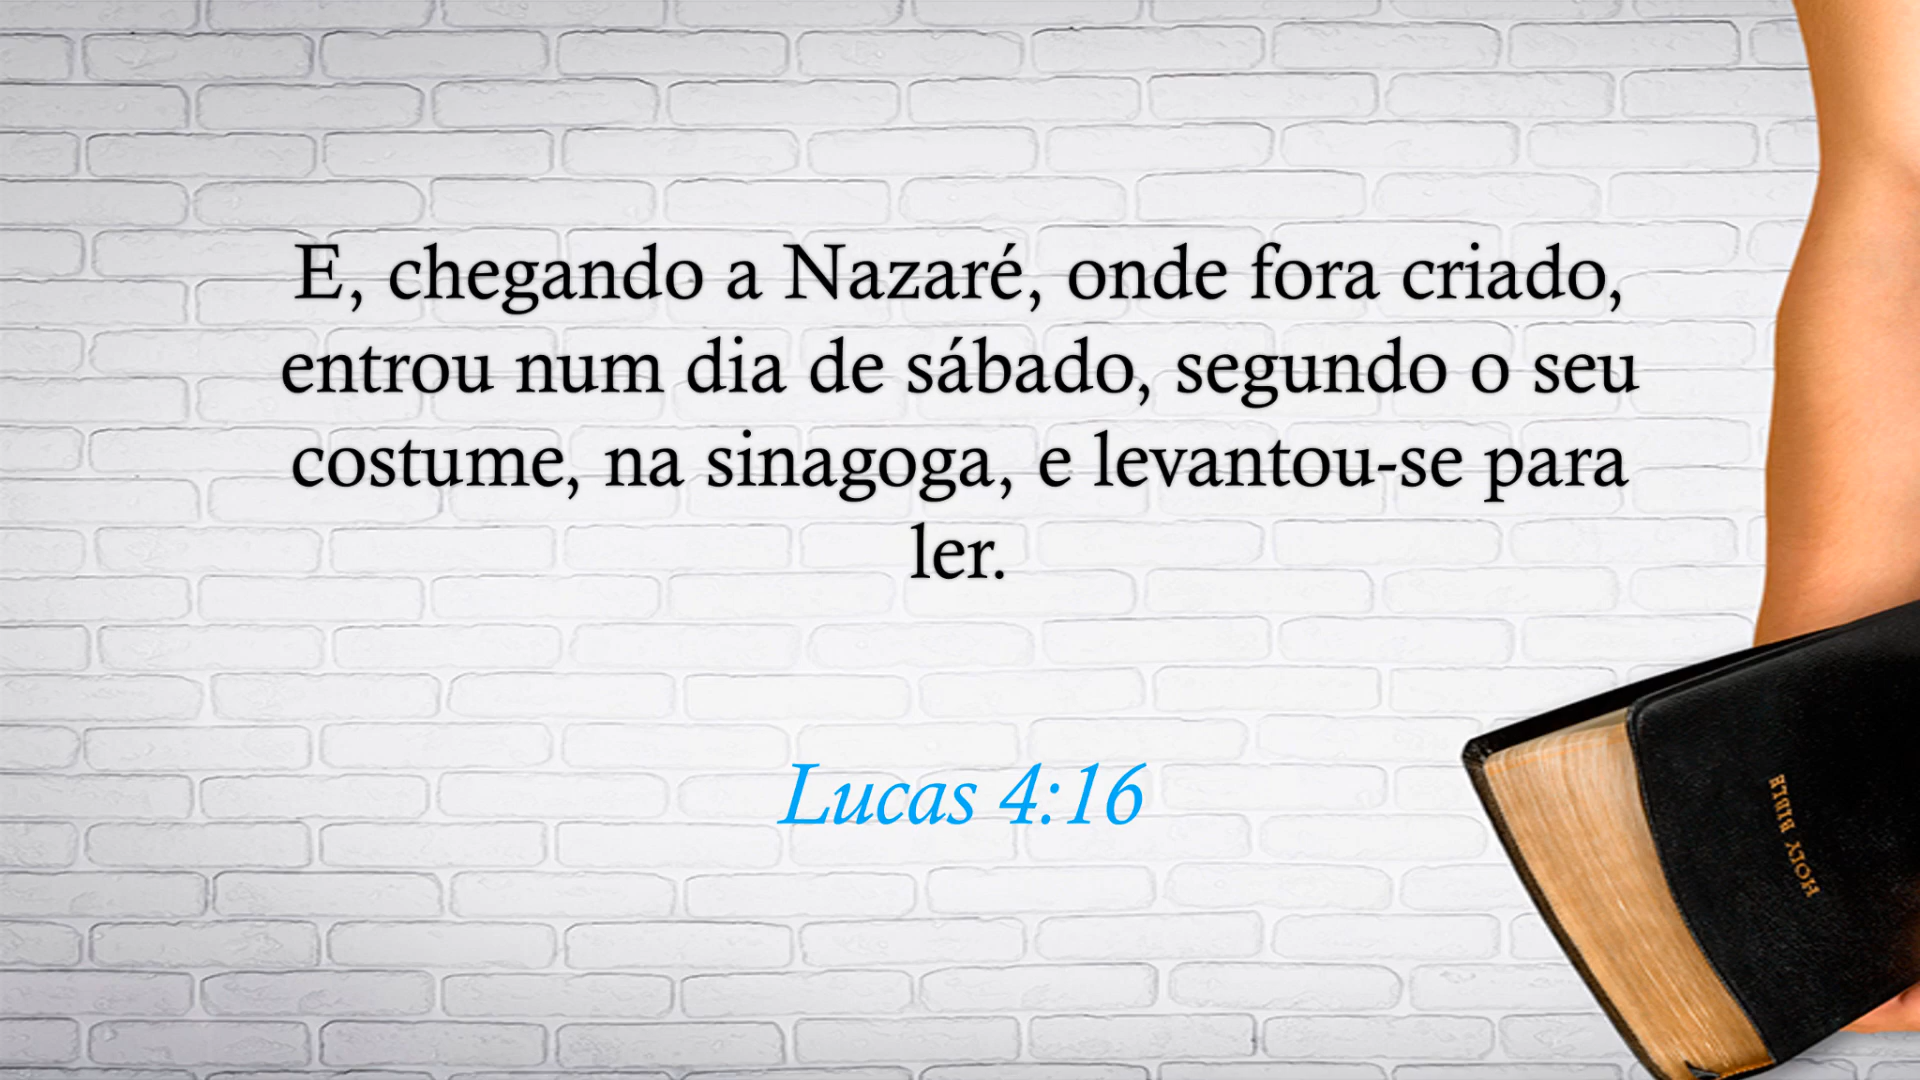 E, chegando a Nazaré, onde fora criado,
entrou num dia de sábado, segundo o seu
costume, na sinagoga, e levantou-se para
ler.
Lucas 4:16
HOLY BIBLE